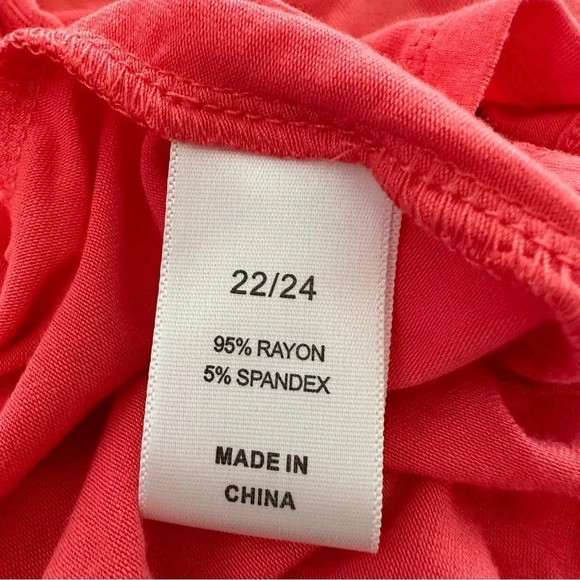 22/24
95% RAYON
5% SPANDEX
MADE IN
CHINA